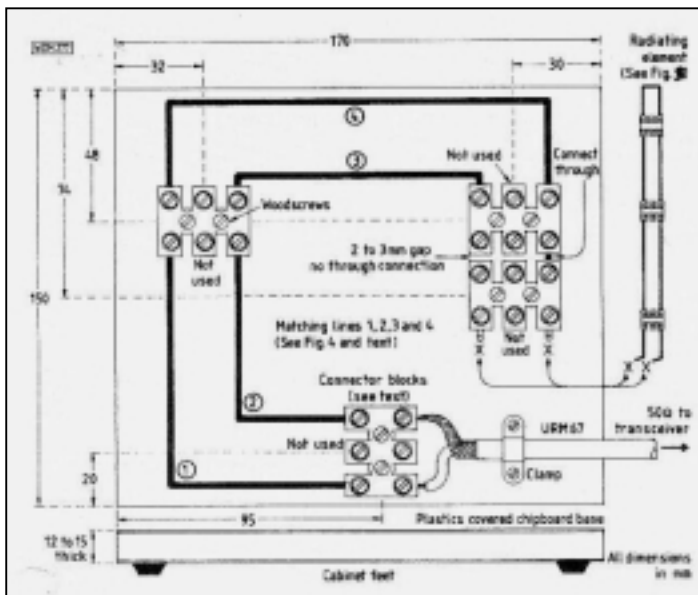 170
Radiating
element
(See Fig.
32
30
④
Not used
Connect
through
48
③
74
Woodscrews
2 to 3mm gap
no through connection
Not
used
150
Matching lines 1, 2, 3 and 4
(See Fig. 4 and text)
Not
used
Connector blocks
(see text)
②
50Ω to
transceiver
URM67
Not used
①
20
Clamp
95
Plastics covered chipboard base
12 to 15
thick
All dimensions
in mm
Cabinet feet
X
X
X
X